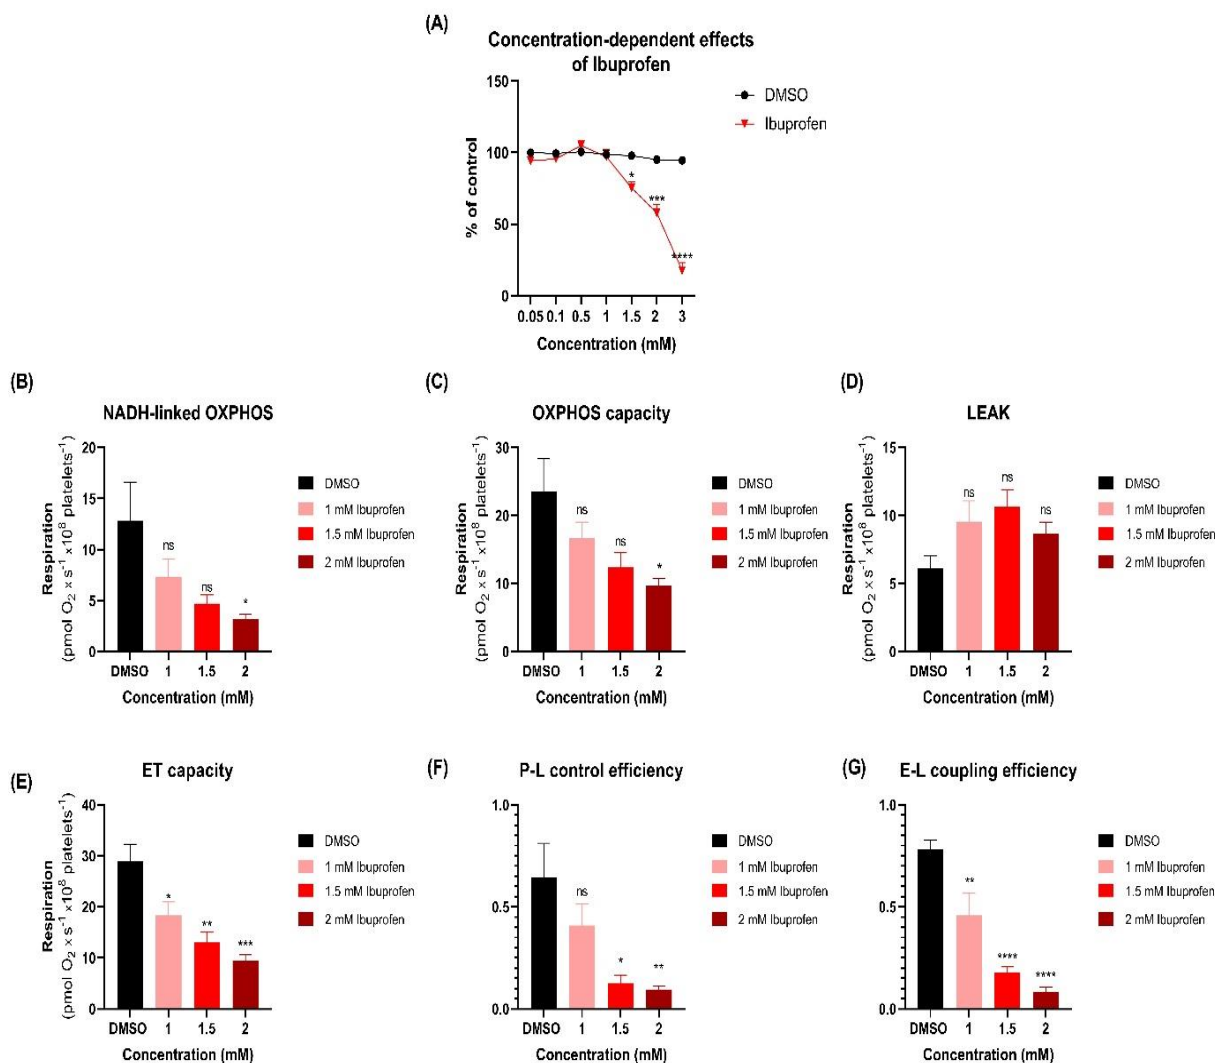 (A)
Concentration-dependent effects
of Ibuprofen
DMSO
Ibuprofen
% of control
150
100
50
0
*
***
****
0.05 0.1 0.5 1 1.5 2 3
Concentration (mM)
(B)
NADH-linked OXPHOS
Respiration
(pmol O₂ x s⁻¹ x10⁸ platelets⁻¹)
20
15
10
5
0
ns
ns
*
DMSO 1 1.5 2
Concentration (mM)
DMSO
1 mM Ibuprofen
1.5 mM Ibuprofen
2 mM Ibuprofen
(C)
OXPHOS capacity
Respiration
(pmol O₂ x s⁻¹ x10⁸ platelets⁻¹)
30
20
10
0
ns
ns
*
DMSO 1 1.5 2
Concentration (mM)
DMSO
1 mM Ibuprofen
1.5 mM Ibuprofen
2 mM Ibuprofen
(D)
LEAK
Respiration
(pmol O₂ x s⁻¹ x10⁸ platelets⁻¹)
15
10
5
0
ns
ns
ns
DMSO 1 1.5 2
Concentration (mM)
DMSO
1 mM Ibuprofen
1.5 mM Ibuprofen
2 mM Ibuprofen
(E)
ET capacity
Respiration
(pmol O₂ x s⁻¹ x10⁸ platelets⁻¹)
40
30
20
10
0
*
**
***
DMSO 1 1.5 2
Concentration (mM)
DMSO
1 mM Ibuprofen
1.5 mM Ibuprofen
2 mM Ibuprofen
(F)
P-L control efficiency
1.0
0.5
0.0
ns
*
**
DMSO 1 1.5 2
Concentration (mM)
DMSO
1 mM Ibuprofen
1.5 mM Ibuprofen
2 mM Ibuprofen
(G)
E-L coupling efficiency
1.0
0.5
0.0
**
****
****
DMSO 1 1.5 2
Concentration (mM)
DMSO
1 mM Ibuprofen
1.5 mM Ibuprofen
2 mM Ibuprofen